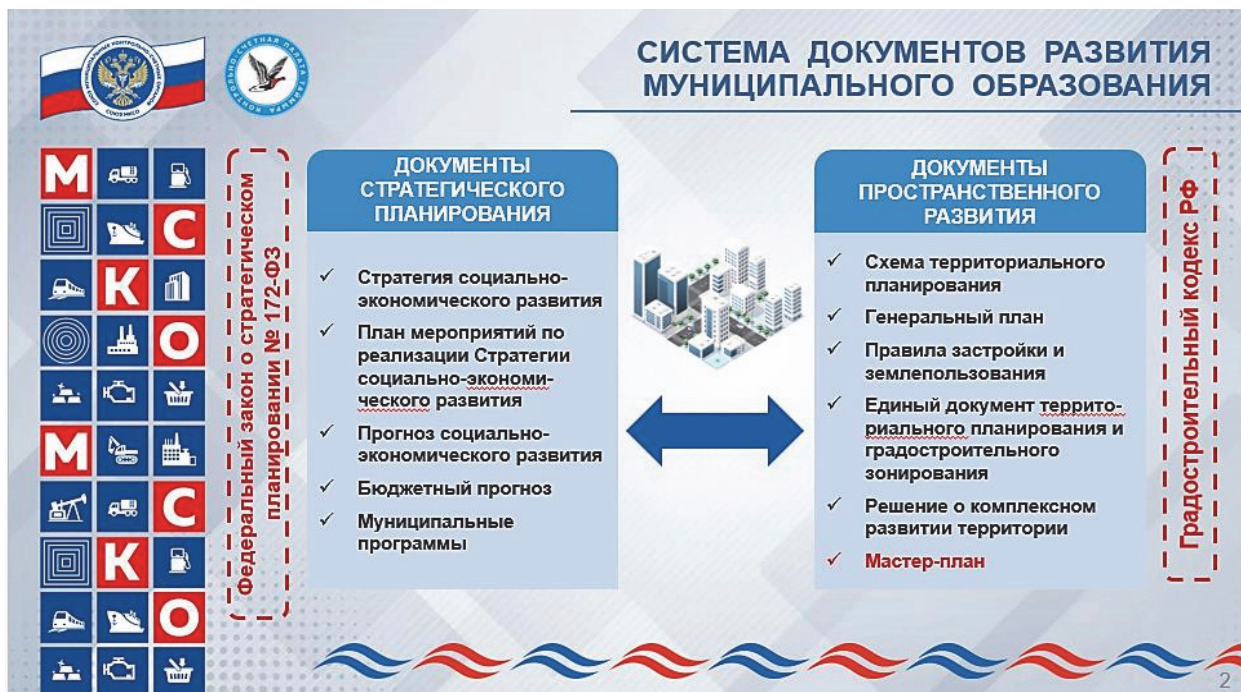 СИСТЕМА ДОКУМЕНТОВ РАЗВИТИЯ
МУНИЦИПАЛЬНОГО ОБРАЗОВАНИЯ
М
С
К
О
М
С
К
О
Федеральный закон о стратегическом
планировании № 172-ФЗ
ДОКУМЕНТЫ
СТРАТЕГИЧЕСКОГО
ПЛАНИРОВАНИЯ
Стратегия социально-
экономического развития
План мероприятий по
реализации Стратегии
социально-экономи-
ческого развития
Прогноз социально-
экономического развития
Бюджетный прогноз
Муниципальные
программы
ДОКУМЕНТЫ
ПРОСТРАНСТВЕННОГО
РАЗВИТИЯ
Схема территориального
планирования
Генеральный план
Правила застройки и
землепользования
Единый документ террито-
риального планирования и
градостроительного
зонирования
Решение о комплексном
развитии территории
Мастер-план
Градостроительный кодекс РФ
2